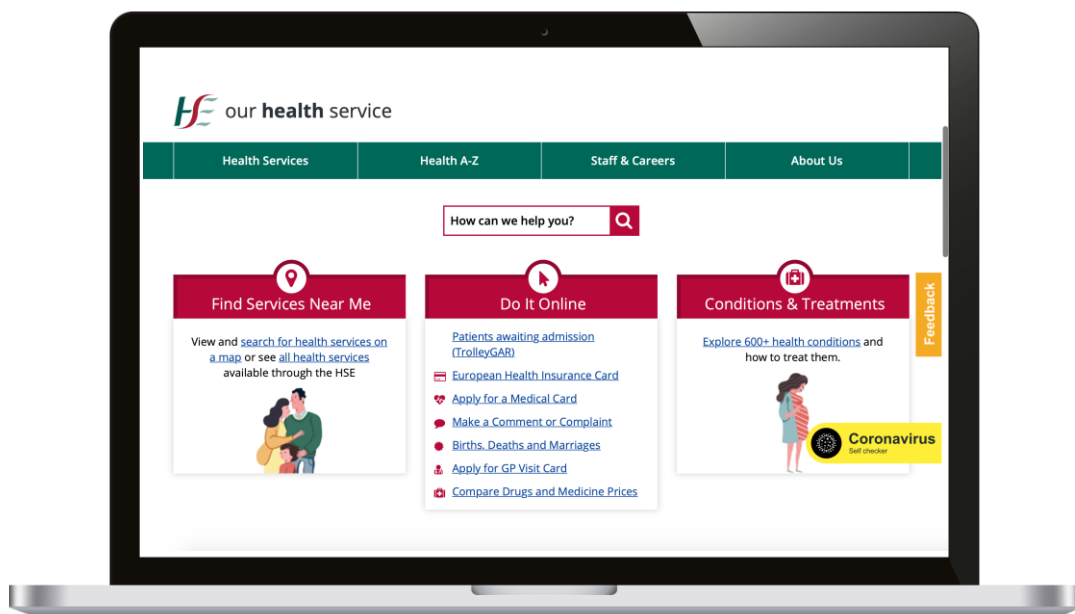 HSE our health service
Health Services
Health A-Z
Staff & Careers
About Us
How can we help you?
Find Services Near Me
View and search for health services on
a map or see all health services
available through the HSE
Do It Online
Patients awaiting admission
(TrolleyGAR)
European Health Insurance Card
Apply for a Medical Card
Make a Comment or Complaint
Births, Deaths and Marriages
Apply for GP Visit Card
Compare Drugs and Medicine Prices
Conditions & Treatments
Explore 600+ health conditions and
how to treat them.
Feedback
Coronavirus
Self checker